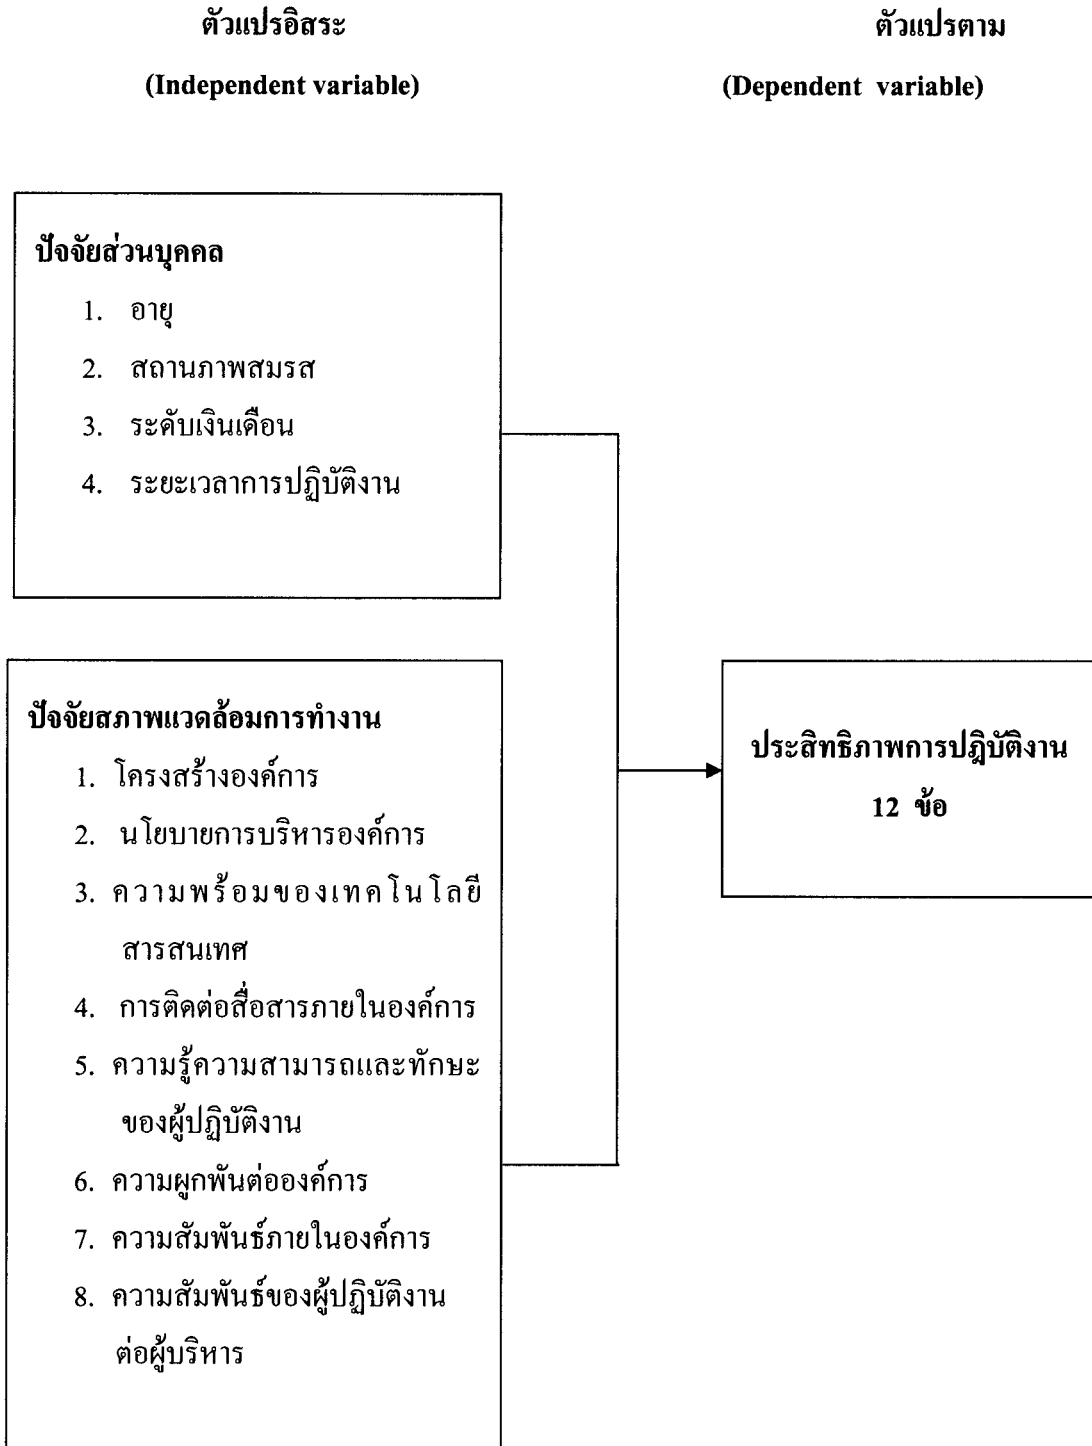 ตัวแปรอิสระ
(Independent variable)
ตัวแปรตาม
(Dependent variable)
ปัจจัยส่วนบุคคล
1. อายุ
2. สถานภาพสมรส
3. ระดับเงินเดือน
4. ระยะเวลาการปฏิบัติงาน
ปัจจัยสภาพแวดล้อมการทำงาน
1. โครงสร้างองค์การ
2. นโยบายการบริหารองค์การ
3. ความพร้อมของเทคโนโลยี
สารสนเทศ
4. การติดต่อสื่อสารภายในองค์การ
5. ความรู้ความสามารถและทักษะ
ของผู้ปฏิบัติงาน
6. ความผูกพันต่อองค์การ
7. ความสัมพันธ์ภายในองค์การ
8. ความสัมพันธ์ของผู้ปฏิบัติงาน
ต่อผู้บริหาร
ประสิทธิภาพการปฎิบัติงาน
12 ข้อ